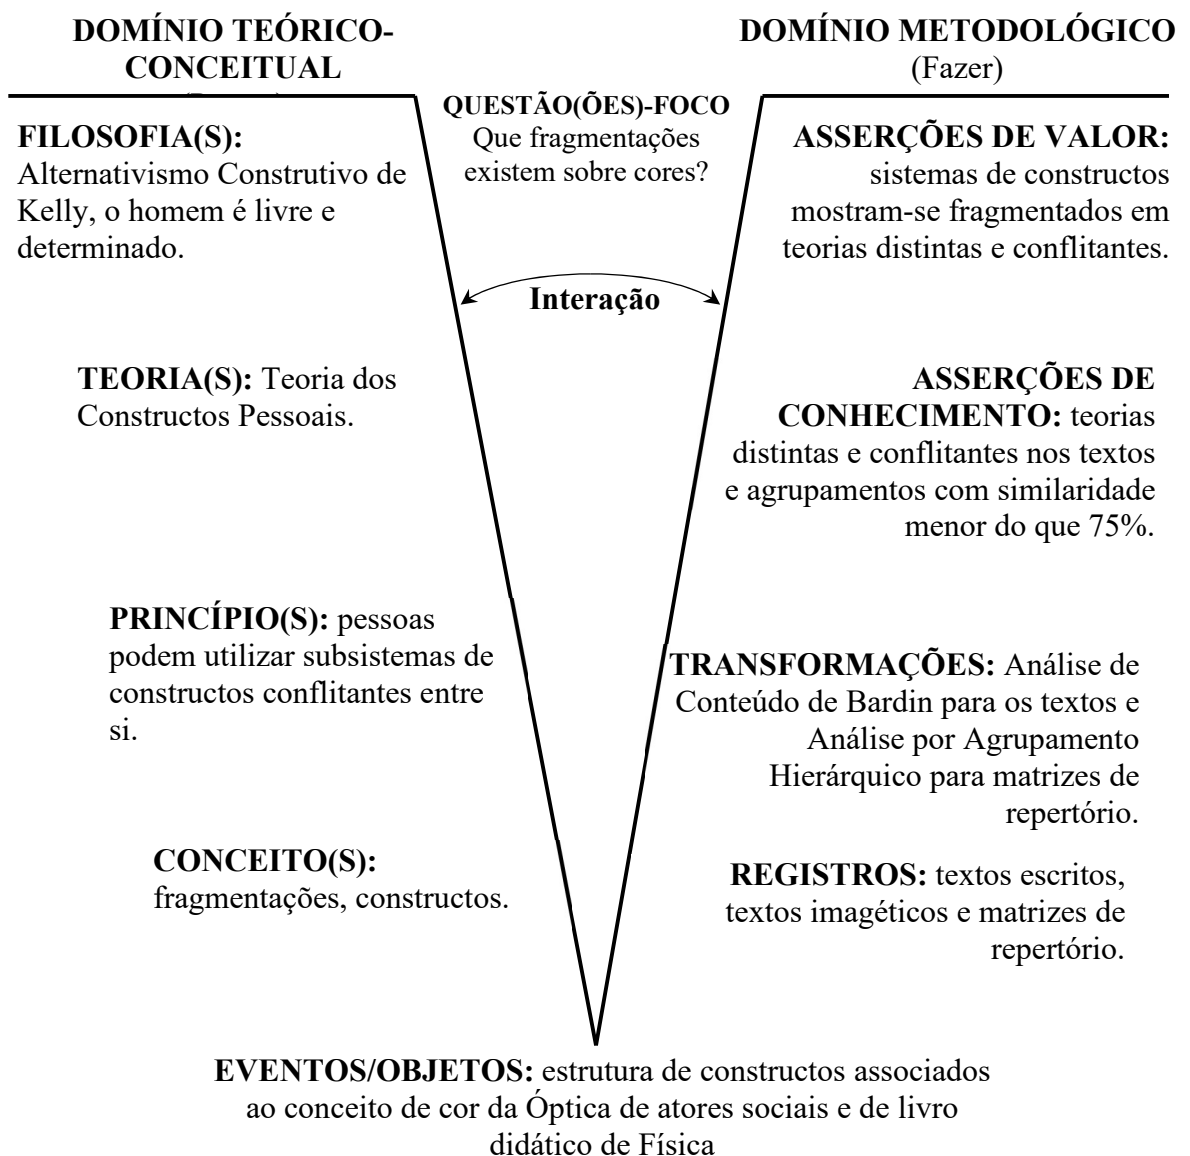 DOMÍNIO TEÓRICO-
CONCEITUAL
FILOSOFIA(S):
Alternativismo Construtivo de
Kelly, o homem é livre e
determinado.
TEORIA(S): Teoria dos
Constructos Pessoais.
PRINCÍPIO(S): pessoas
podem utilizar subsistemas de
constructos conflitantes entre
si.
CONCEITO(S):
fragmentações, constructos.
QUESTÃO(ÕES)-FOCO
Que fragmentações
existem sobre cores?
Interação
DOMÍNIO METODOLÓGICO
(Fazer)
ASSERÇÕES DE VALOR:
sistemas de constructos
mostram-se fragmentados em
teorias distintas e conflitantes.
ASSERÇÕES DE
CONHECIMENTO: teorias
distintas e conflitantes nos textos
e agrupamentos com similaridade
menor do que 75%.
TRANSFORMAÇÕES: Análise de
Conteúdo de Bardin para os textos e
Análise por Agrupamento
Hierárquico para matrizes de
repertório.
REGISTROS: textos escritos,
textos imagéticos e matrizes de
repertório.
EVENTOS/OBJETOS: estrutura de constructos associados
ao conceito de cor da Óptica de atores sociais e de livro
didático de Física